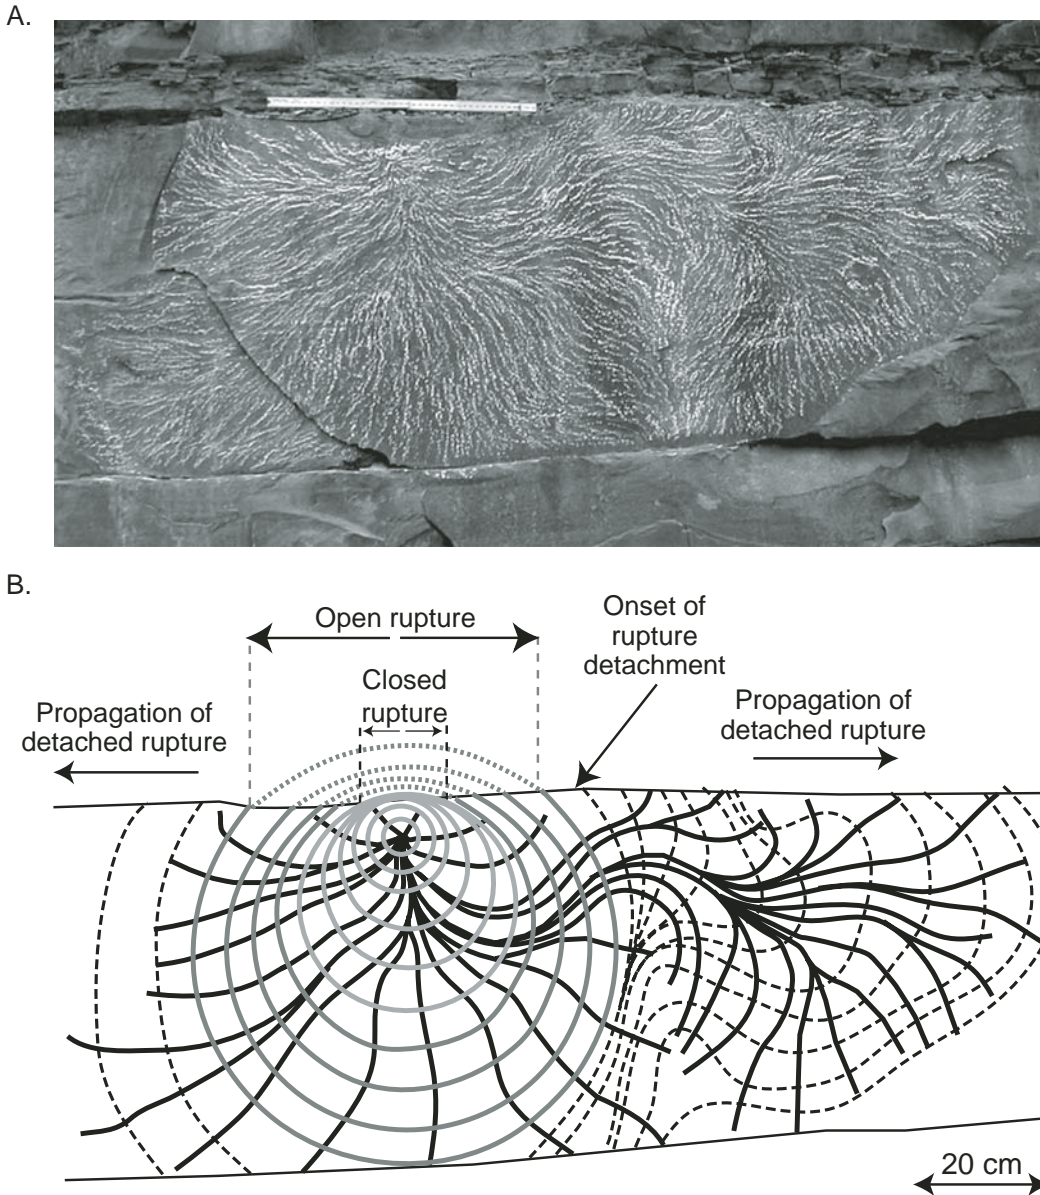 A.
B.
Open rupture
Onset of
rupture
detachment
Closed
rupture
Propagation of
detached rupture
Propagation of
detached rupture
20 cm